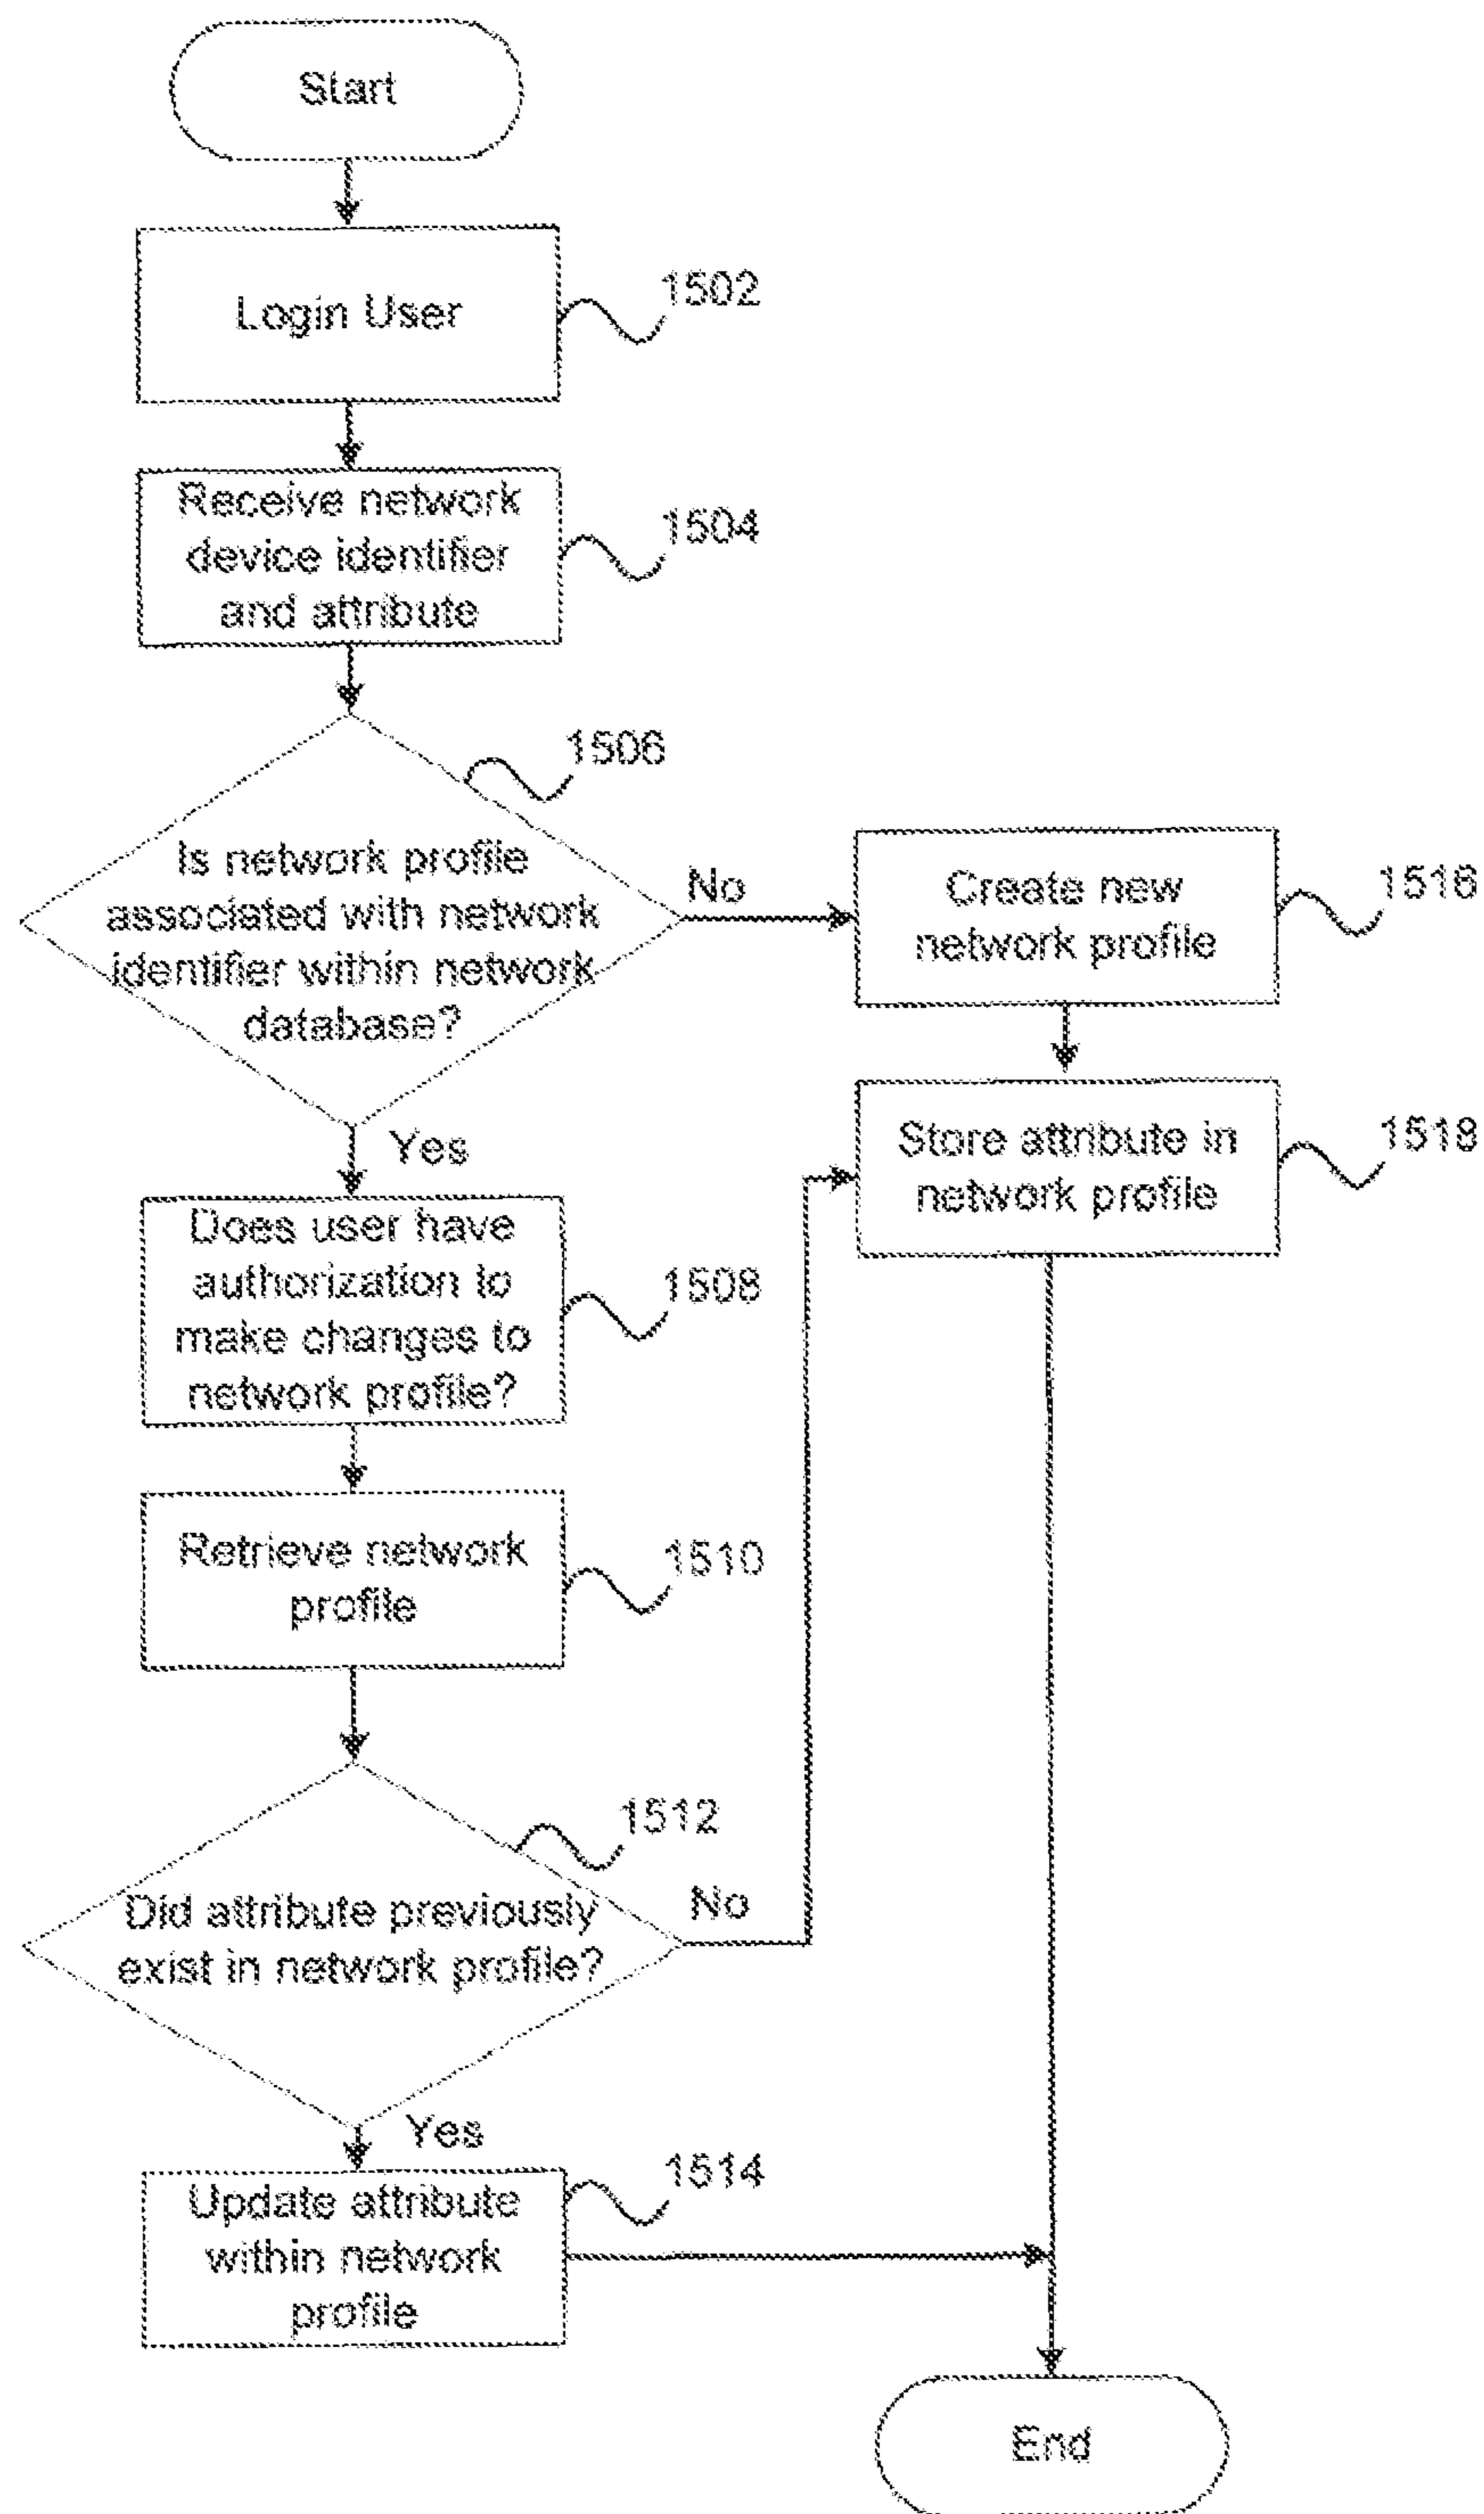 Start
Login User
1502
Receive network
device identifier
and attribute
1504
1506
Is network profile
associated with network
identifier within network
database?
No
Yes
Create new
network profile
1516
Store attribute in
network profile
1518
Does user have
authorization to
make changes to
network profile?
1508
Retrieve network
profile
1510
1512
Did attribute previously
exist in network profile?
No
Yes
Update attribute
within network
profile
1514
End